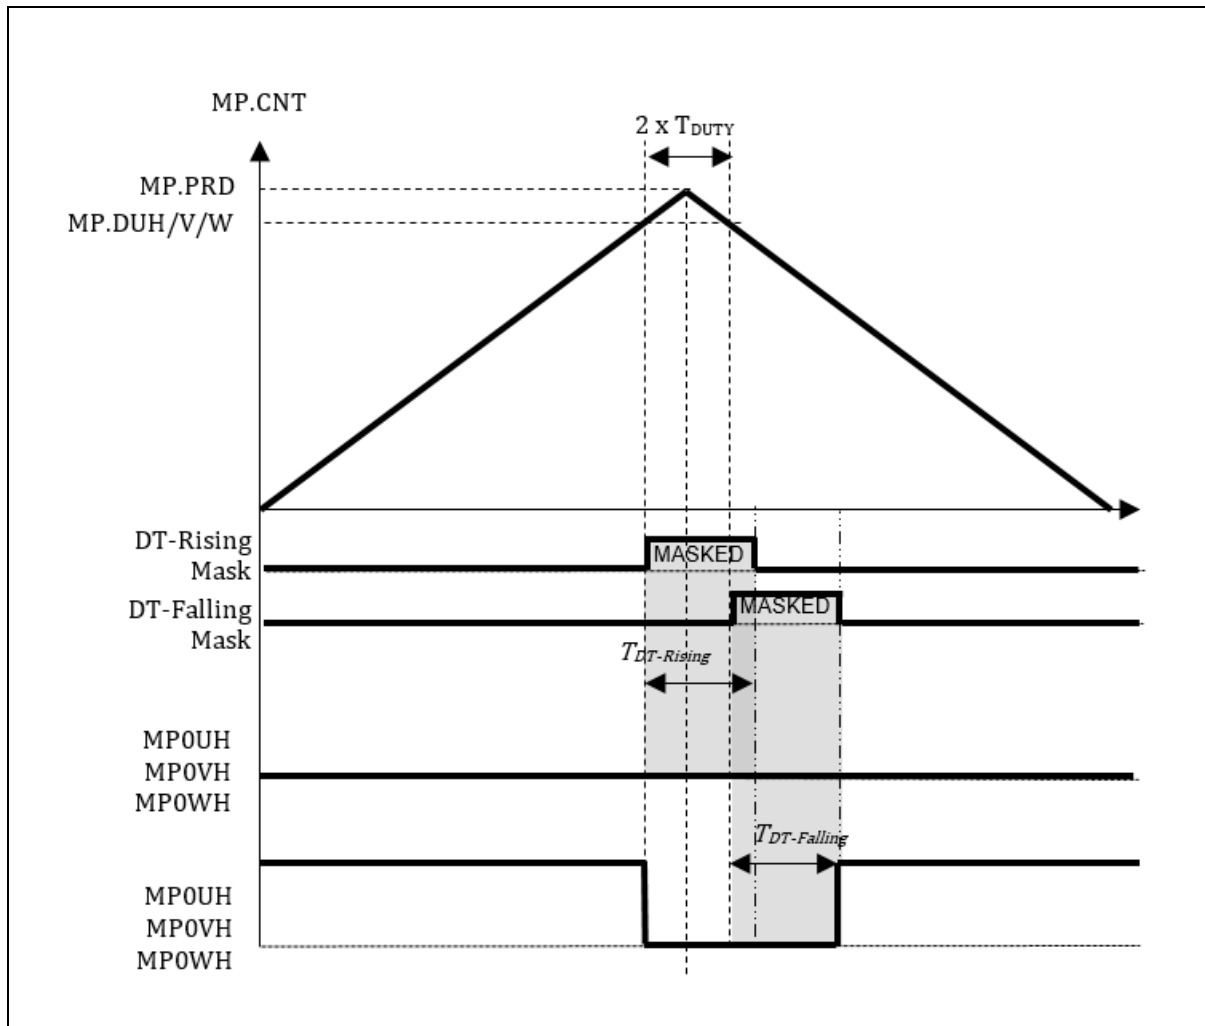 MP.CNT
2 x TDUTY
MP.PRD
MP.DUH/V/W
DT-Rising
Mask
MASKED
DT-Falling
Mask
MASKED
TDT-Rising
MP0UH
MP0VH
MP0WH
TDT-Falling
MP0UH
MP0VH
MP0WH